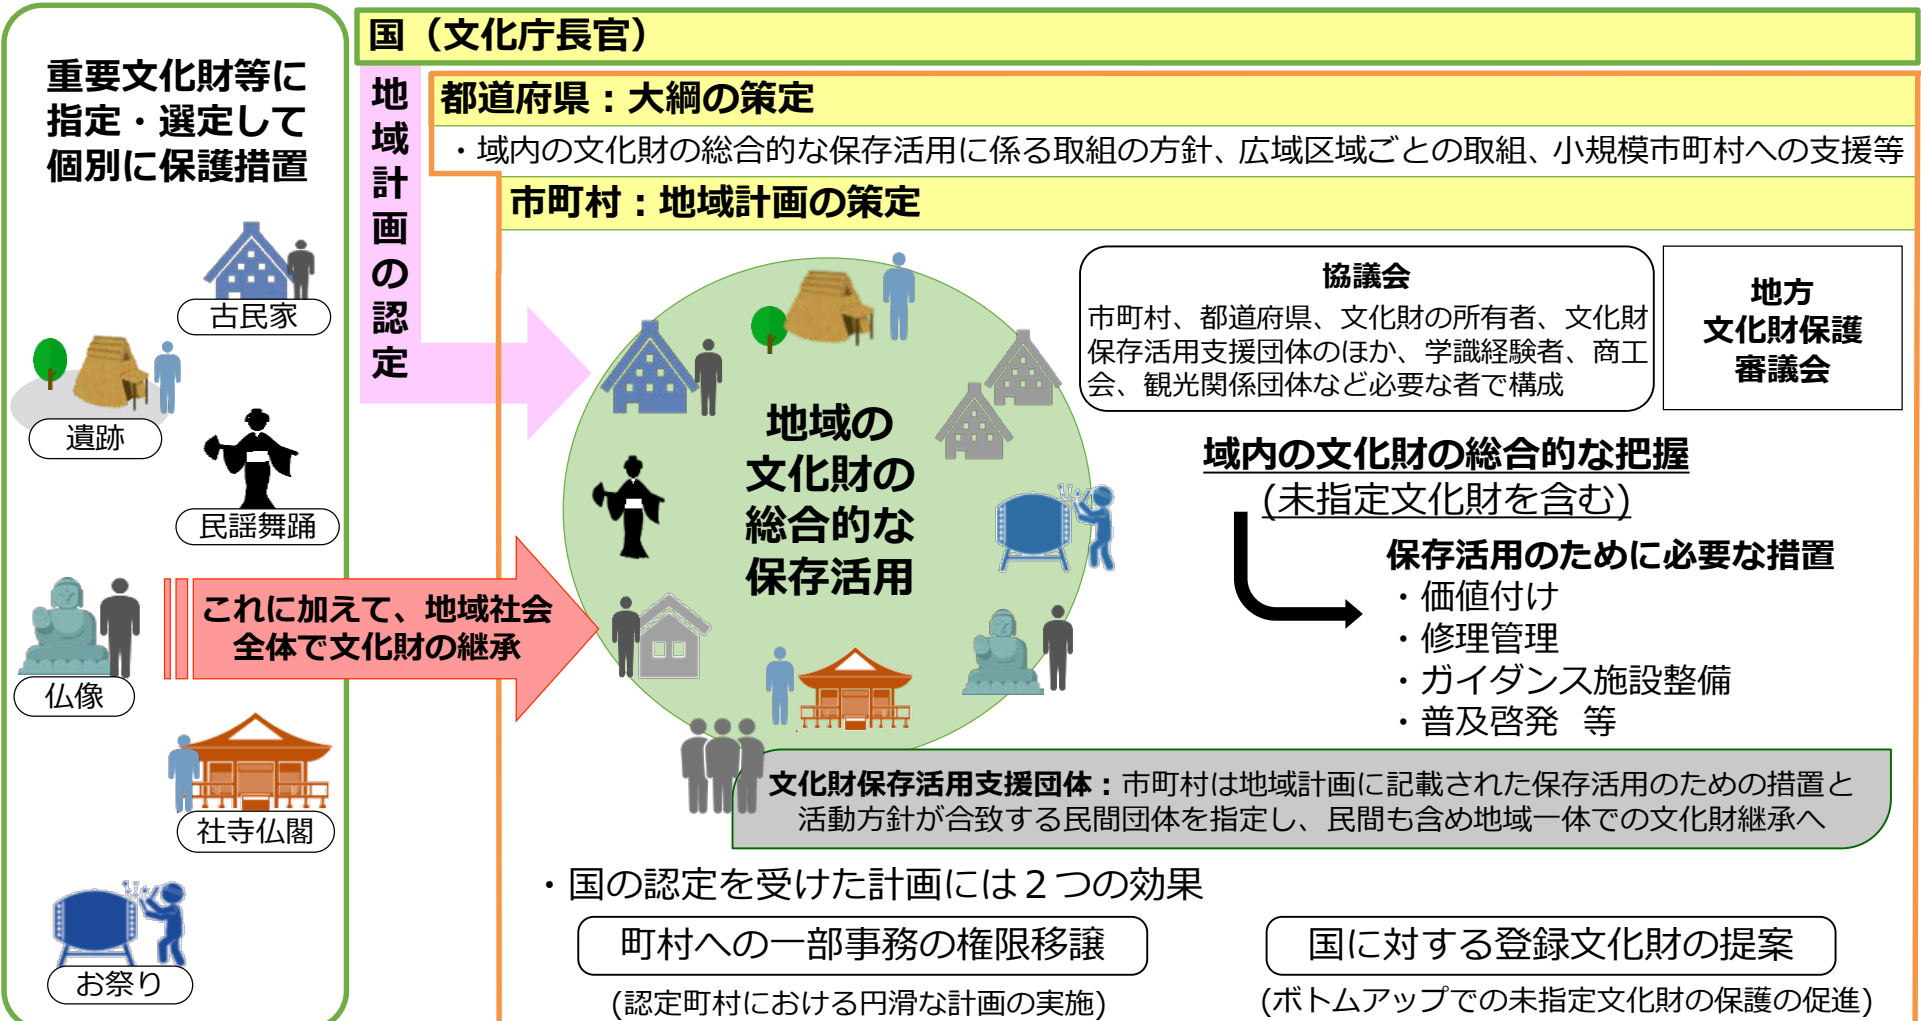 重要文化財等に
指定・選定して
個別に保護措置
古民家
遺跡
民謡舞踊
仏像
社寺仏閣
お祭り
これに加えて、地域社会
全体で文化財の継承
国（文化庁長官）
地域計画の認定
都道府県：大綱の策定
・域内の文化財の総合的な保存活用に係る取組の方針、広域区域ごとの取組、小規模市町村への支援等
市町村：地域計画の策定
地域の
文化財の
総合的な
保存活用
協議会
市町村、都道府県、文化財の所有者、文化財
保存活用支援団体のほか、学識経験者、商工
会、観光関係団体など必要な者で構成
地方
文化財保護
審議会
域内の文化財の総合的な把握
(未指定文化財を含む)
保存活用のために必要な措置
・価値付け
・修理管理
・ガイダンス施設整備
・普及啓発 等
文化財保存活用支援団体：市町村は地域計画に記載された保存活用のための措置と
活動方針が合致する民間団体を指定し、民間も含め地域一体での文化財継承へ
・国の認定を受けた計画には２つの効果
町村への一部事務の権限移譲
(認定町村における円滑な計画の実施)
国に対する登録文化財の提案
(ボトムアップでの未指定文化財の保護の促進)